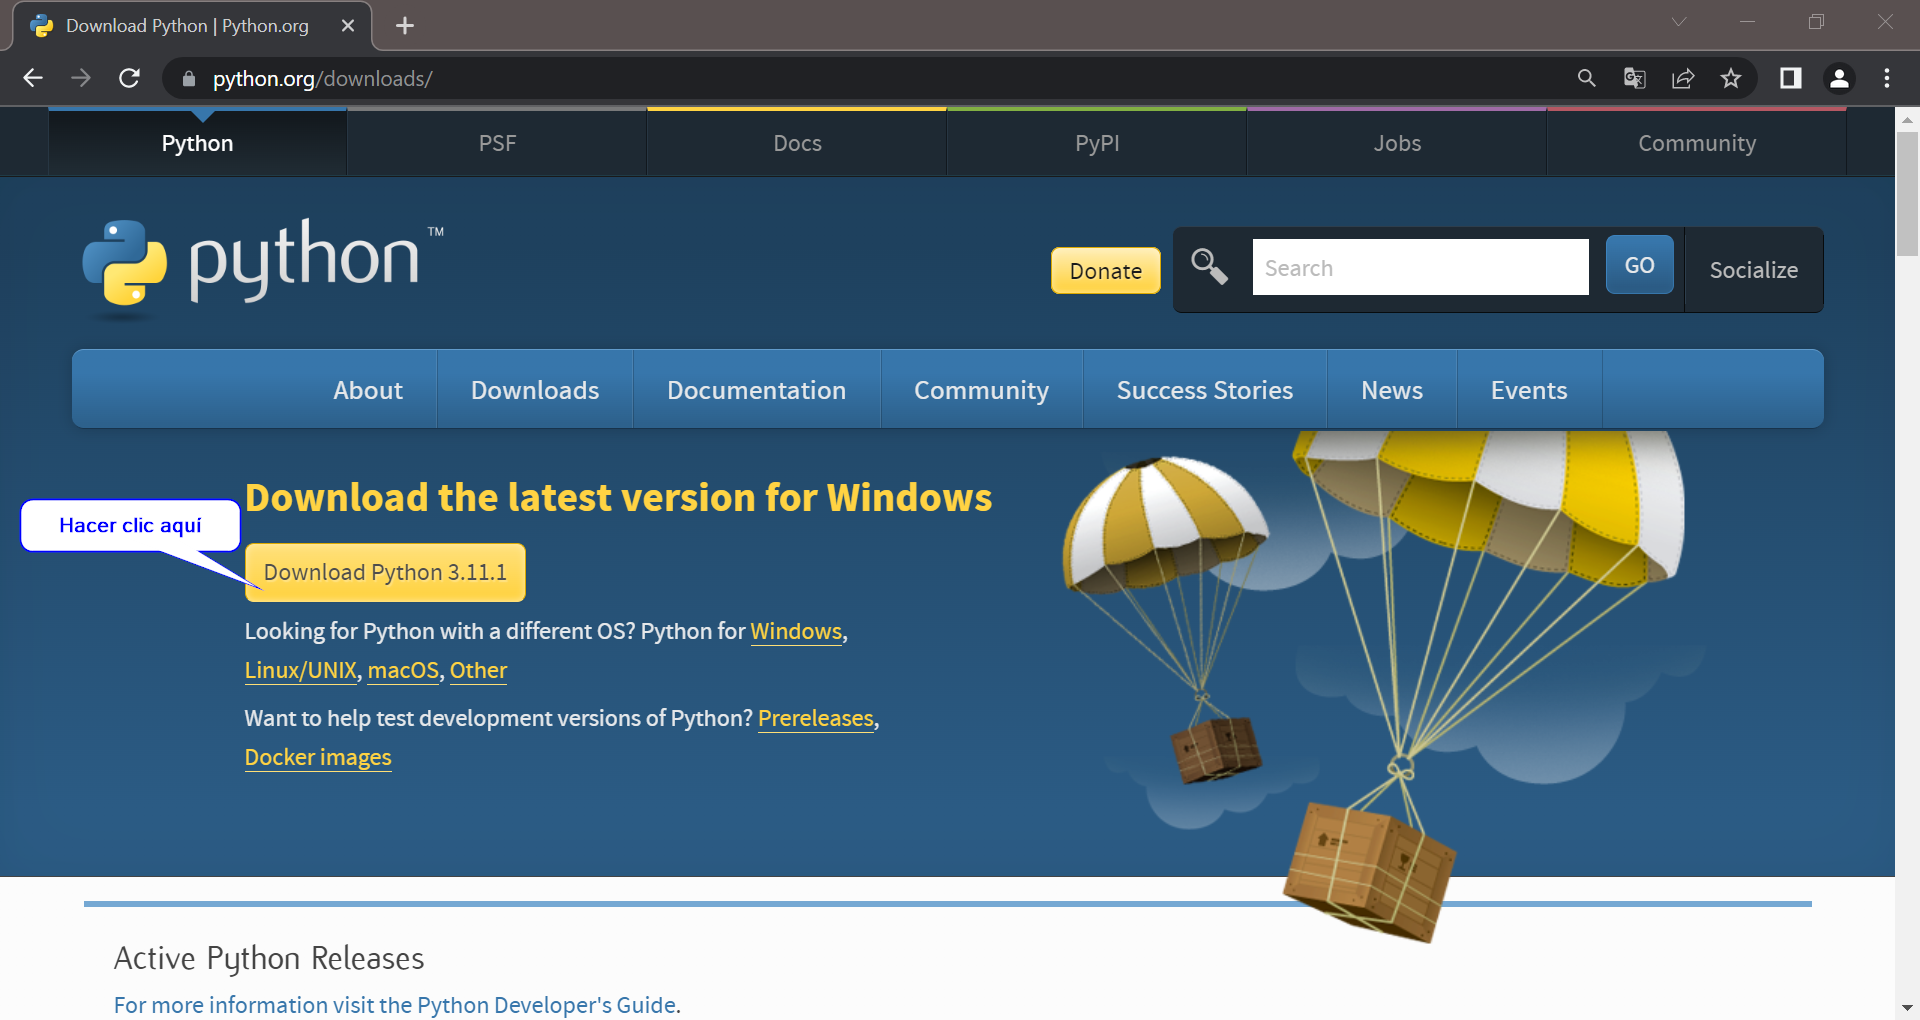 Download Python | Python.org
python.org/downloads/
Python
PSF
Docs
PyPI
Jobs
Community
python™
Donate
Search
GO
Socialize
About
Downloads
Documentation
Community
Success Stories
News
Events
Download the latest version for Windows
Hacer clic aquí
Download Python 3.11.1
Looking for Python with a different OS? Python for Windows,
Linux/UNIX, macOS, Other
Want to help test development versions of Python? Prereleases,
Docker images
Active Python Releases
For more information visit the Python Developer's Guide.